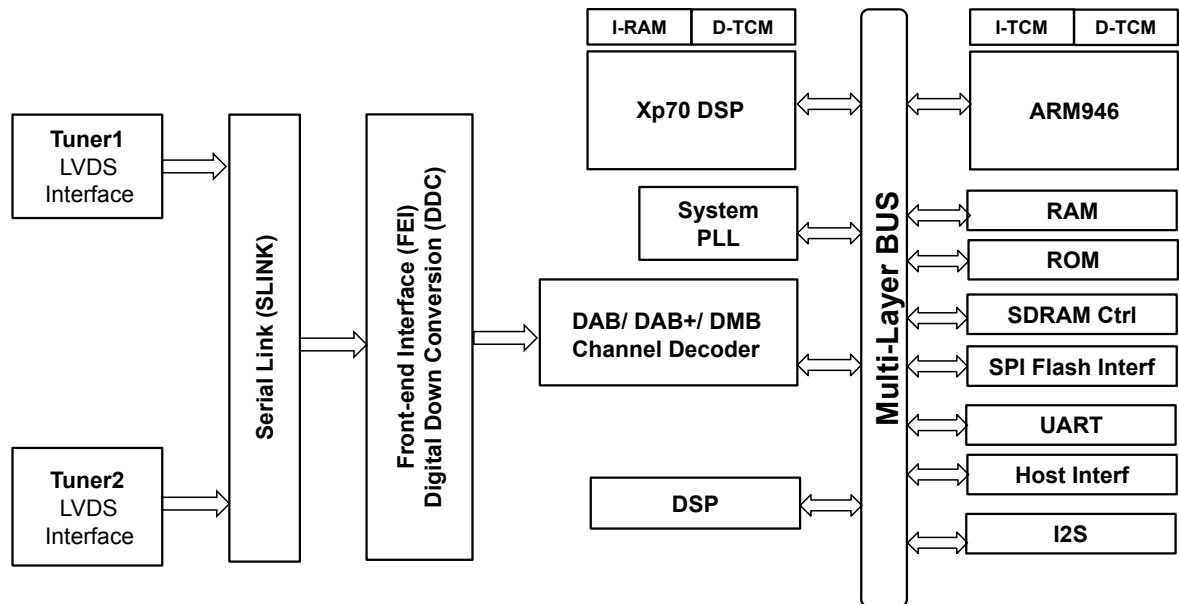 Tuner1
LVDS
Interface
Tuner2
LVDS
Interface
Serial Link (SLINK)
Front-end Interface (FEI)
Digital Down Conversion (DDC)
I-RAM
D-TCM
Xp70 DSP
System
PLL
DAB/ DAB+/ DMB
Channel Decoder
DSP
Multi-Layer BUS
I-TCM
D-TCM
ARM946
RAM
ROM
SDRAM Ctrl
SPI Flash Interf
UART
Host Interf
I2S